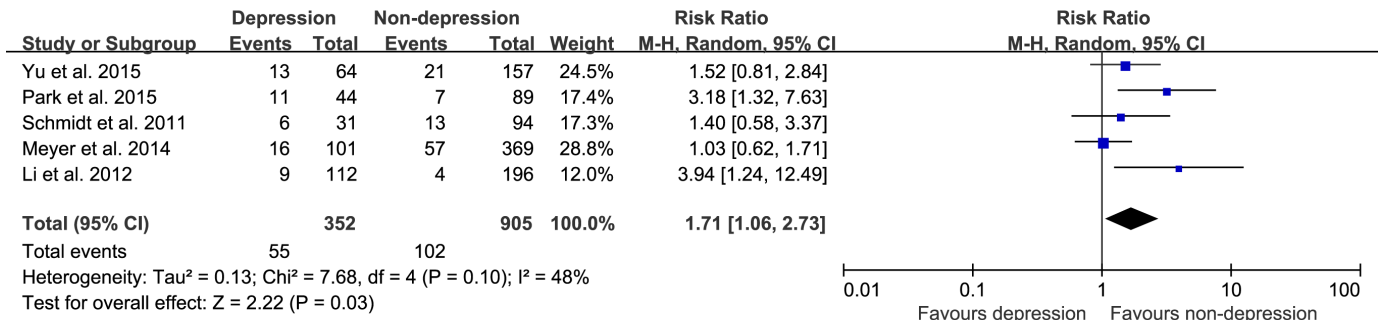 Depression Non-depression Risk Ratio Risk Ratio
Study or Subgroup Events Total Events Total Weight M-H, Random, 95% CI M-H, Random, 95% CI
Yu et al. 2015 13 64 21 157 24.5% 1.52 [0.81, 2.84]
Park et al. 2015 11 44 7 89 17.4% 3.18 [1.32, 7.63]
Schmidt et al. 2011 6 31 13 94 17.3% 1.40 [0.58, 3.37]
Meyer et al. 2014 16 101 57 369 28.8% 1.03 [0.62, 1.71]
Li et al. 2012 9 112 4 196 12.0% 3.94 [1.24, 12.49]
Total (95% CI) 352 905 100.0% 1.71 [1.06, 2.73]
Total events 55 102
Heterogeneity: Tau² = 0.13; Chi² = 7.68, df = 4 (P = 0.10); I² = 48%
Test for overall effect: Z = 2.22 (P = 0.03)
0.01 0.1 1 10 100
Favours depression Favours non-depression